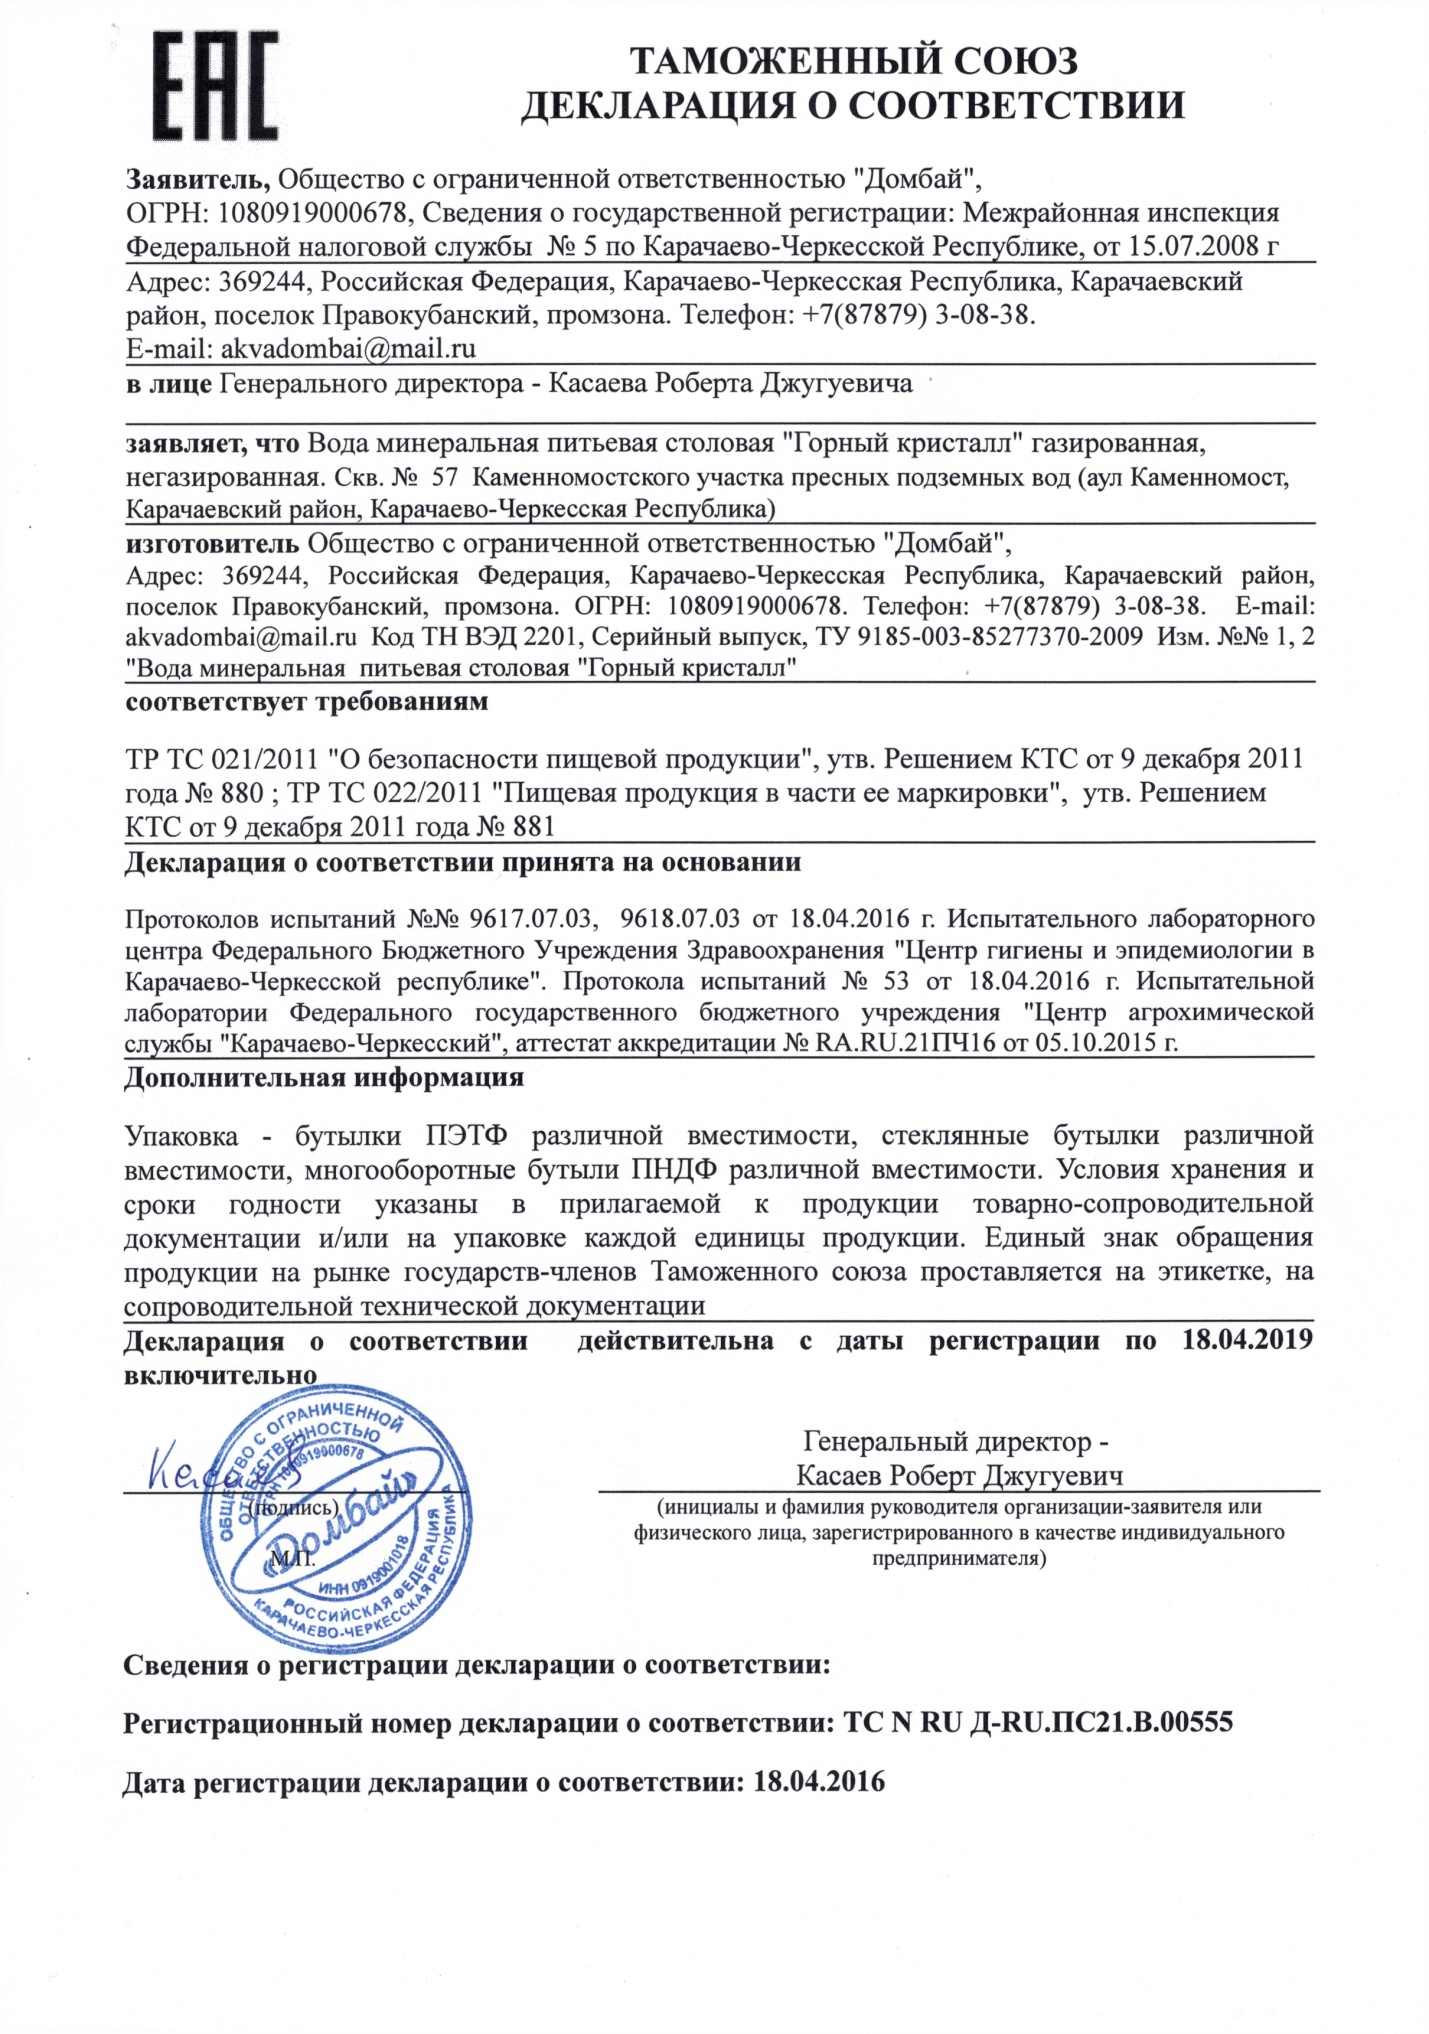 EAC
ТАМОЖЕННЫЙ СОЮЗ
ДЕКЛАРАЦИЯ О СООТВЕТСТВИИ
Заявитель, Общество с ограниченной ответственностью "Домбай",
ОГРН: 1080919000678, Сведения о государственной регистрации: Межрайонная инспекция
Федеральной налоговой службы № 5 по Карачаево-Черкесской Республике, от 15.07.2008 г
Адрес: 369244, Российская Федерация, Карачаево-Черкесская Республика, Карачаевский
район, поселок Правокубанский, промзона. Телефон: +7(87879) 3-08-38.
E-mail: akvadombai@mail.ru
в лице Генерального директора - Касаева Роберта Джугуевича
заявляет, что Вода минеральная питьевая столовая "Горный кристалл" газированная,
негазированная. Скв. № 57 Каменномостского участка пресных подземных вод (аул Каменномост,
Карачаевский район, Карачаево-Черкесская Республика)
изготовитель Общество с ограниченной ответственностью "Домбай",
Адрес: 369244, Российская Федерация, Карачаево-Черкесская Республика, Карачаевский район,
поселок Правокубанский, промзона. ОГРН: 1080919000678. Телефон: +7(87879) 3-08-38. E-mail:
akvadombai@mail.ru Код ТН ВЭД 2201, Серийный выпуск, ТУ 9185-003-85277370-2009 Изм. №№ 1, 2
"Вода минеральная питьевая столовая "Горный кристалл"
соответствует требованиям
ТР ТС 021/2011 "О безопасности пищевой продукции", утв. Решением КТС от 9 декабря 2011
года № 880 ; ТР ТС 022/2011 "Пищевая продукция в части ее маркировки", утв. Решением
КТС от 9 декабря 2011 года № 881
Декларация о соответствии принята на основании
Протоколов испытаний №№ 9617.07.03, 9618.07.03 от 18.04.2016 г. Испытательного лабораторного
центра Федерального Бюджетного Учреждения Здравоохранения "Центр гигиены и эпидемиологии в
Карачаево-Черкесской республике". Протокола испытаний № 53 от 18.04.2016 г. Испытательной
лаборатории Федерального государственного бюджетного учреждения "Центр агрохимической
службы "Карачаево-Черкесский", аттестат аккредитации № RA.RU.21ПЧ16 от 05.10.2015 г.
Дополнительная информация
Упаковка - бутылки ПЭТФ различной вместимости, стеклянные бутылки различной
вместимости, многооборотные бутыли ПНДФ различной вместимости. Условия хранения и
сроки годности указаны в прилагаемой к продукции товарно-сопроводительной
документации и/или на упаковке каждой единицы продукции. Единый знак обращения
продукции на рынке государств-членов Таможенного союза проставляется на этикетке, на
сопроводительной технической документации
Декларация о соответствии действительна с даты регистрации по 18.04.2019
включительно
Генеральный директор -
Касаев Роберт Джугуевич
(подпись)
(инициалы и фамилия руководителя организации-заявителя или
физического лица, зарегистрированного в качестве индивидуального
предпринимателя)
М.П.
ОБЩЕСТВО С ОГРАНИЧЕННОЙ
ОТВЕТСТВЕННОСТЬЮ
ОГРН 1080919000678
«Домбай»
ИНН 0919001018
РОССИЙСКАЯ ФЕДЕРАЦИЯ
КАРАЧАЕВО-ЧЕРКЕССКАЯ РЕСПУБЛИКА
Сведения о регистрации декларации о соответствии:
Регистрационный номер декларации о соответствии: ТС N RU Д-RU.ПС21.В.00555
Дата регистрации декларации о соответствии: 18.04.2016